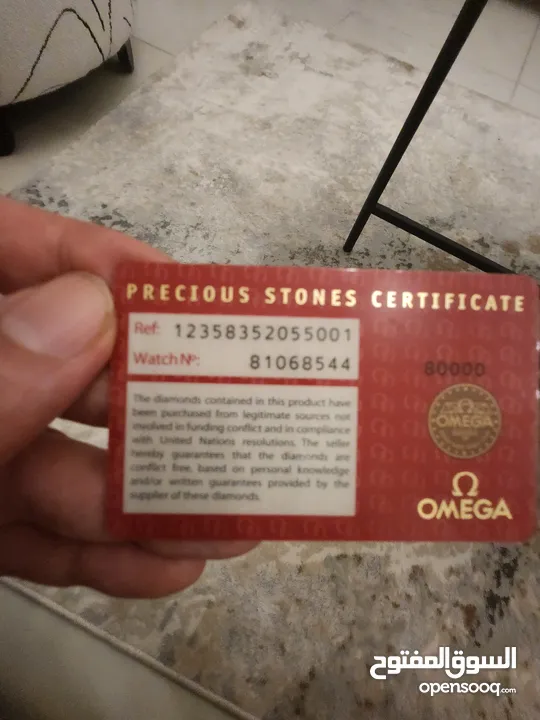 PRECIOUS STONES CERTIFICATE
Ref: 12358352055001
Watch Nº: 81068544
80000
The diamonds contained in this product have
been purchased from legitimate sources not
involved in funding conflict and in compliance
with United Nations resolutions. The seller
hereby guarantees that the diamonds are
conflict free, based on personal knowledge
and/or written guarantees provided by the
supplier of these diamonds.
OMEGA
Ω
OMEGA
السوق المفتوح
opensooq.com